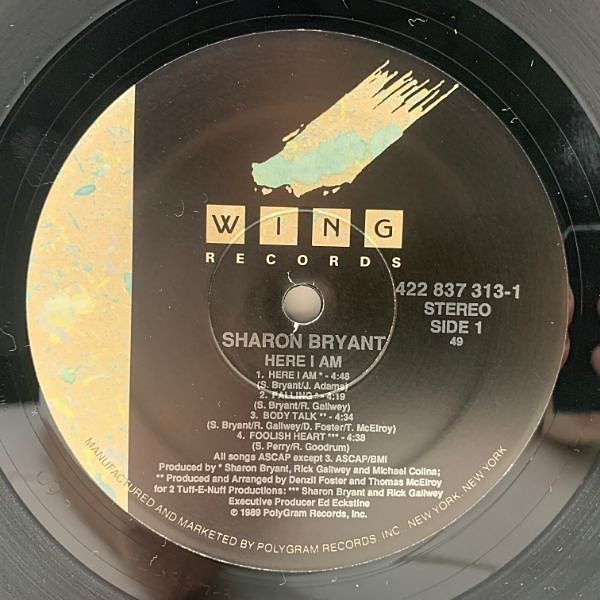 WING
RECORDS
422 837 313-1
STEREO
SIDE 1
49
SHARON BRYANT
HERE I AM
1. HERE I AM * - 4:48
(S. Bryant/J. Adams)
2. FALLING * - 4:19
(S. Bryant/R. Gallwey)
3. BODY TALK ** - 4:34
(S. Bryant/R. Gallwey/D. Foster/T. McElroy)
4. FOOLISH HEART *** - 4:38
(S. Perry/R. Goodrum)
All songs ASCAP except 3. ASCAP/BMI
Produced by * Sharon Bryant, Rick Gallwey and Michael Colina;
** Produced and Arranged by Denzil Foster and Thomas McElroy
for 2 Tuff-E-Nuff Productions: *** Sharon Bryant and Rick Gallwey
Executive Producer Ed Eckstine
℗ 1989 PolyGram Records, Inc.
MANUFACTURED AND MARKETED BY POLYGRAM RECORDS, INC. NEW YORK, NEW YORK